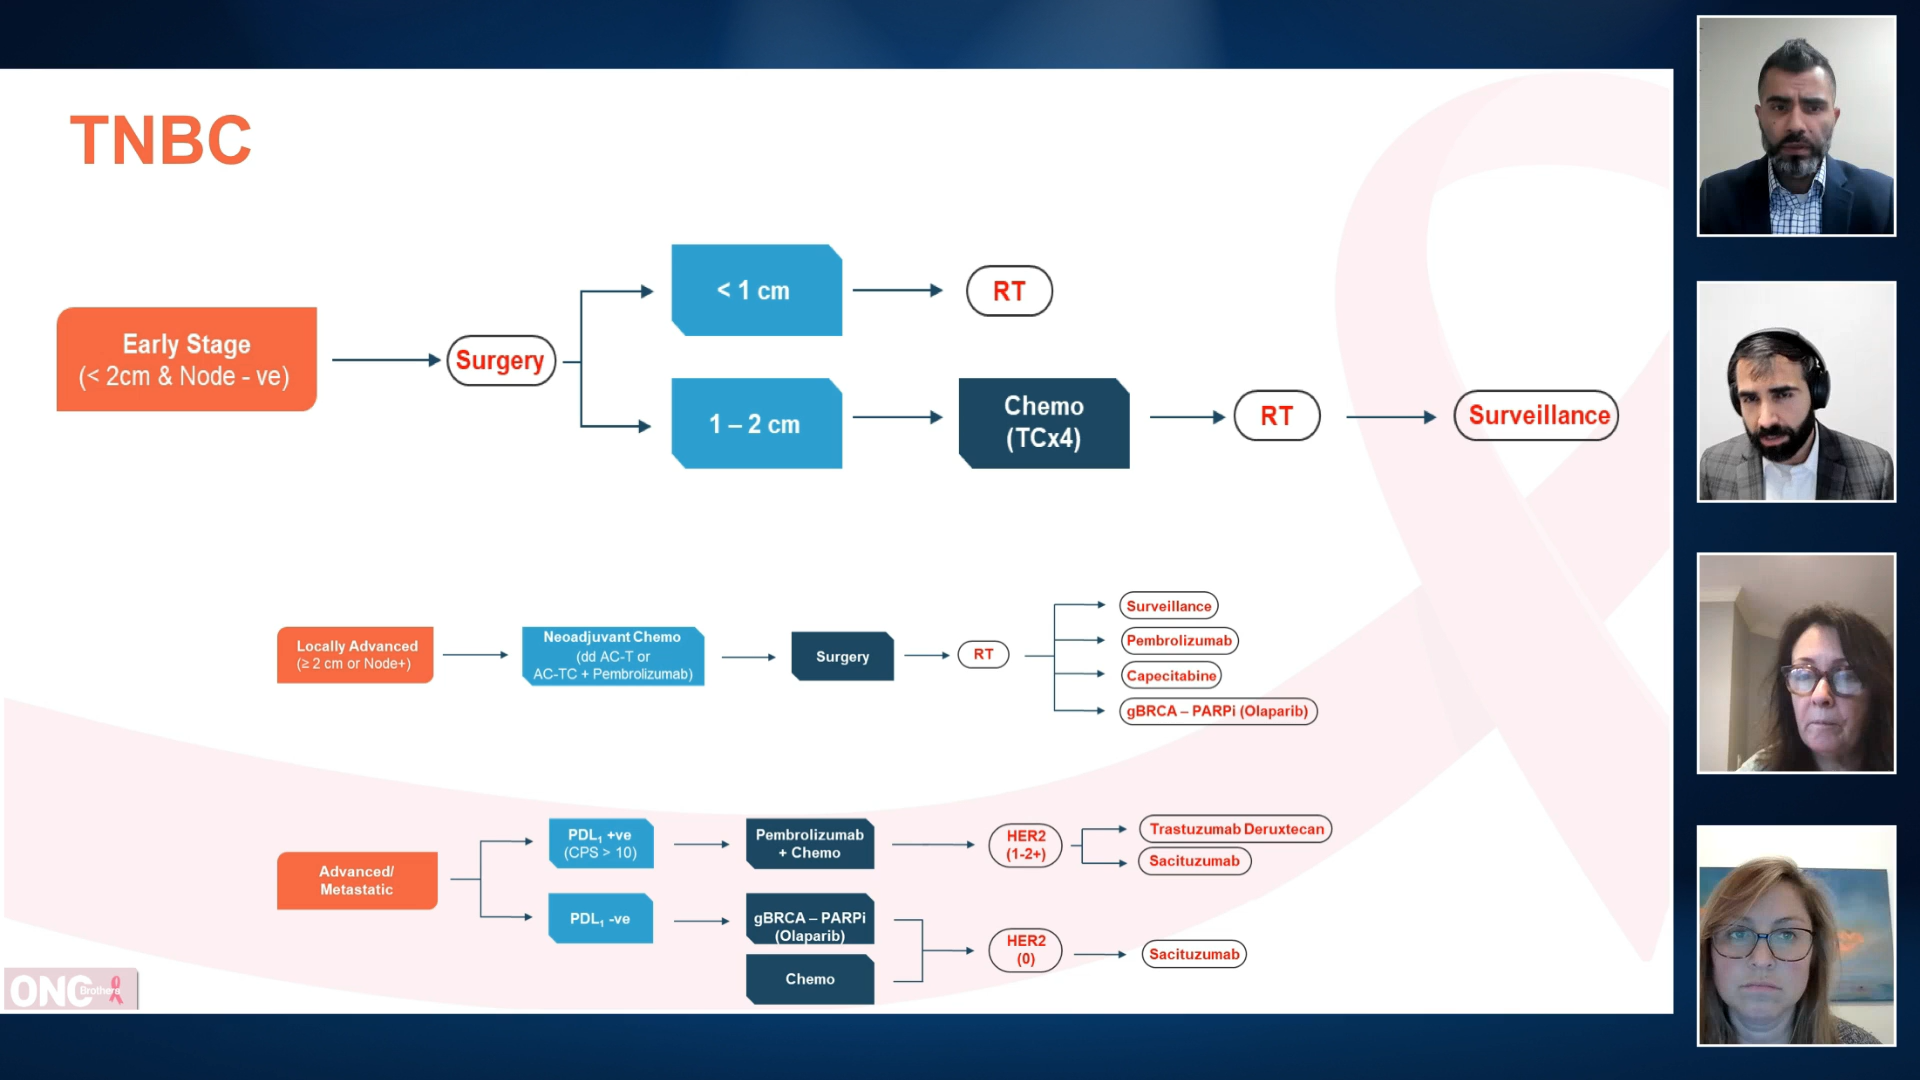 TNBC
Early Stage
(< 2cm & Node - ve)
Surgery
< 1 cm
RT
1 – 2 cm
Chemo
(TCx4)
RT
Surveillance
Locally Advanced
(≥ 2 cm or Node+)
Neoadjuvant Chemo
(dd AC-T or
AC-TC + Pembrolizumab)
Surgery
RT
Surveillance
Pembrolizumab
Capecitabine
gBRCA – PARPi (Olaparib)
Advanced/
Metastatic
PDL₁ +ve
(CPS > 10)
Pembrolizumab
+ Chemo
HER2
(1-2+)
Trastuzumab Deruxtecan
Sacituzumab
PDL₁ -ve
gBRCA – PARPi
(Olaparib)
Chemo
HER2
(0)
Sacituzumab
ONC
Brothers